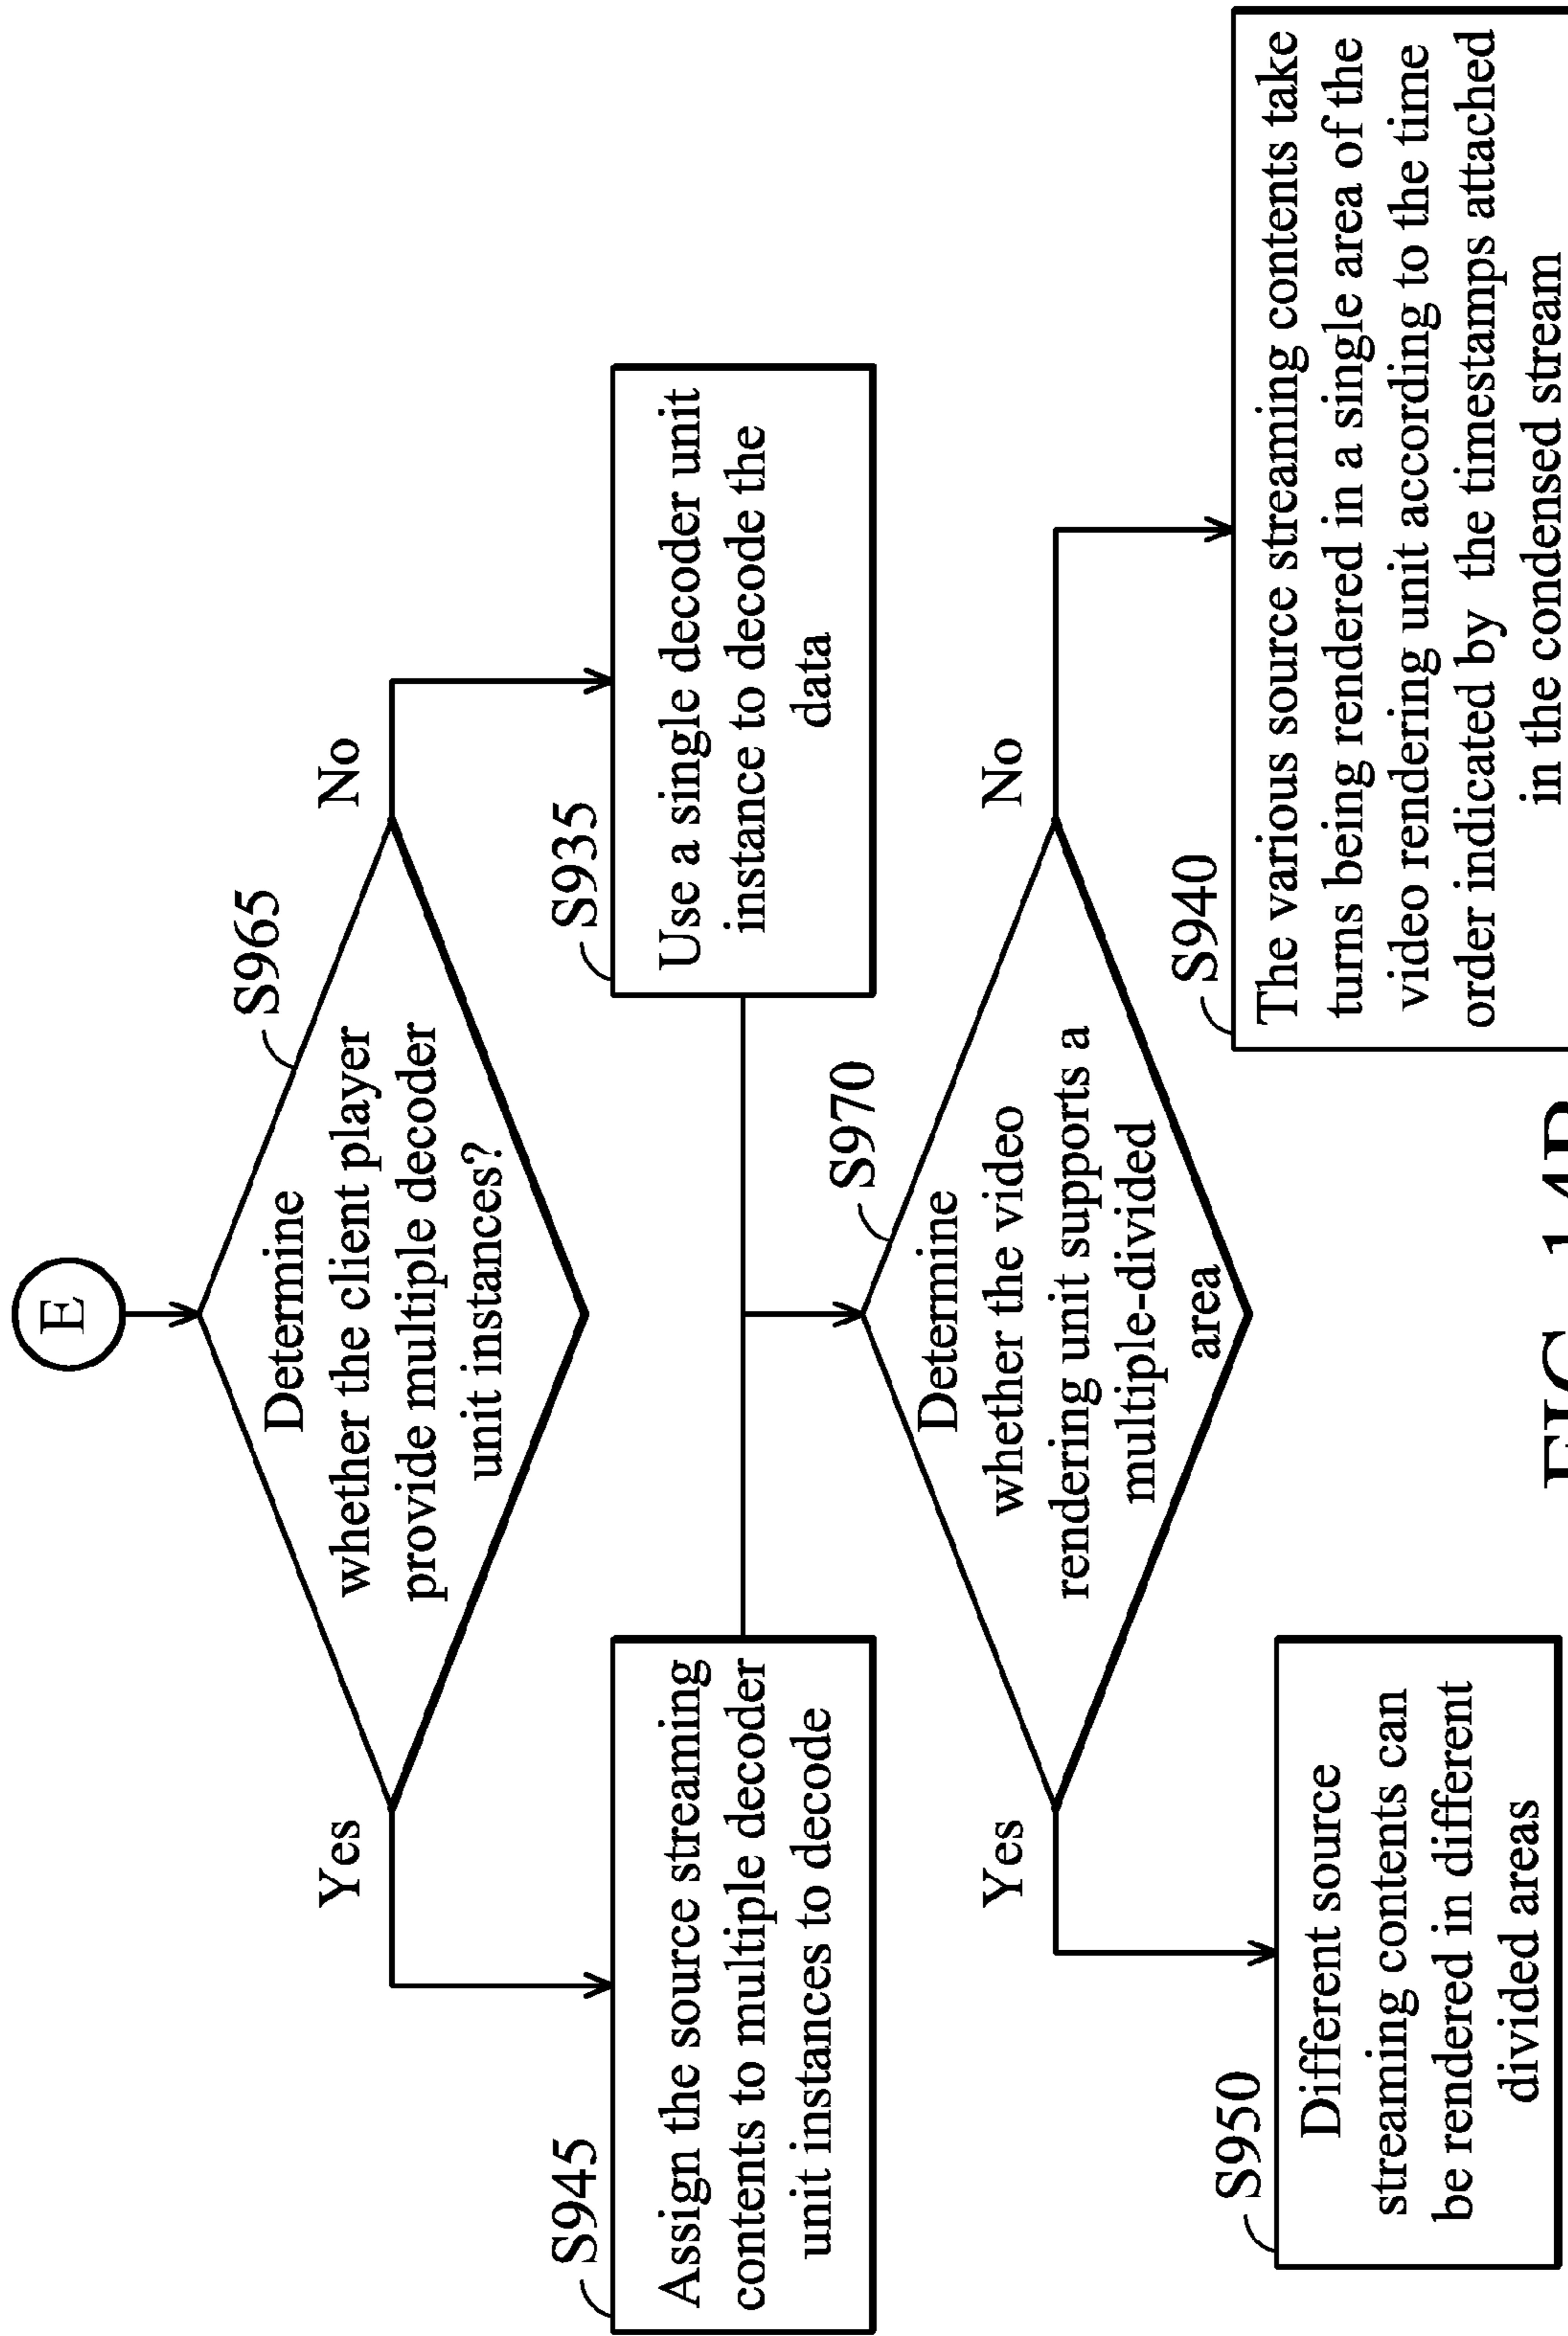 E
S965
Determine
whether the client player
provide multiple decoder
unit instances?
Yes
No
S945
Assign the source streaming
contents to multiple decoder
unit instances to decode
S935
Use a single decoder unit
instance to decode the
data
S970
Determine
whether the video
rendering unit supports a
multiple-divided
area
Yes
No
S950
Different source
streaming contents can
be rendered in different
divided areas
S940
The various source streaming contents take
turns being rendered in a single area of the
video rendering unit according to the time
order indicated by the timestamps attached
in the condensed stream
FIG